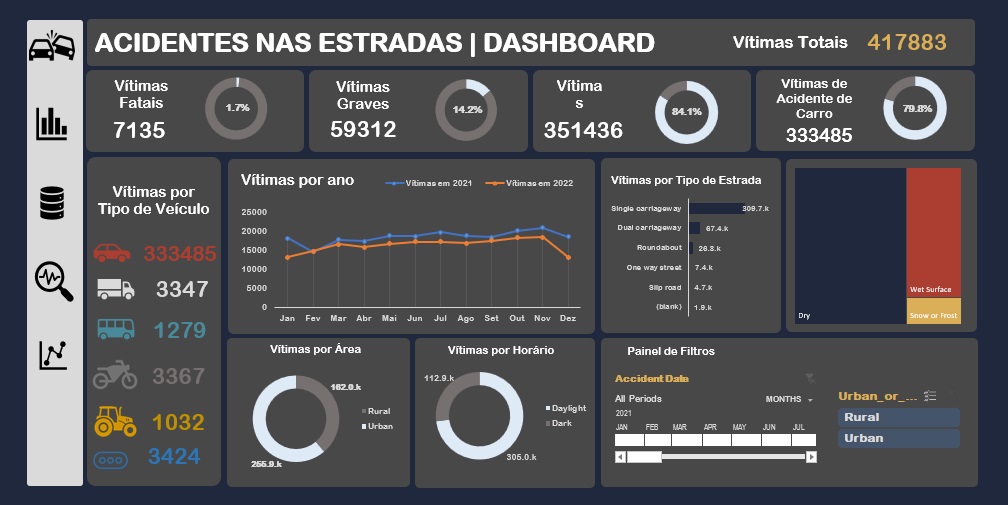 ACIDENTES NAS ESTRADAS | DASHBOARD
Vítimas Totais 417883
Vítimas
Fatais
7135
1.7%
Vítimas
Graves
59312
14.2%
Vítima
s
351436
84.1%
Vítimas de
Acidente de
Carro
333485
79.8%
Vítimas por
Tipo de Veículo
333485
3347
1279
3367
1032
3424
Vítimas por ano
Vítimas em 2021 Vítimas em 2022
25000
20000
15000
10000
5000
0
Jan Fev Mar Abr Mai Jun Jul Ago Set Out Nov Dez
Vítimas por Tipo de Estrada
Single carriageway 309.7.k
Dual carriageway 67.4.k
Roundabout 26.8.k
One way street 7.4.k
Slip road 4.7.k
(blank) 1.9.k
Dry
Wet Surface
Snow or Frost
Vítimas por Área
162.0.k
Rural
Urban
255.9.k
Vítimas por Horário
112.9.k
Daylight
Dark
305.0.k
Painel de Filtros
Accident Date
All Periods MONTHS
2021
JAN FEB MAR APR MAY JUN JUL
Urban_or_...
Rural
Urban